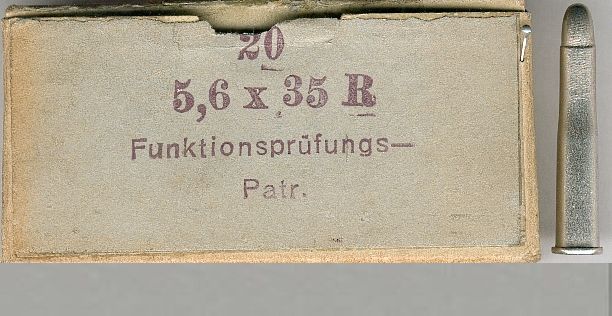 20
5,6 x 35 R
Funktionsprüfungs—
Patr.